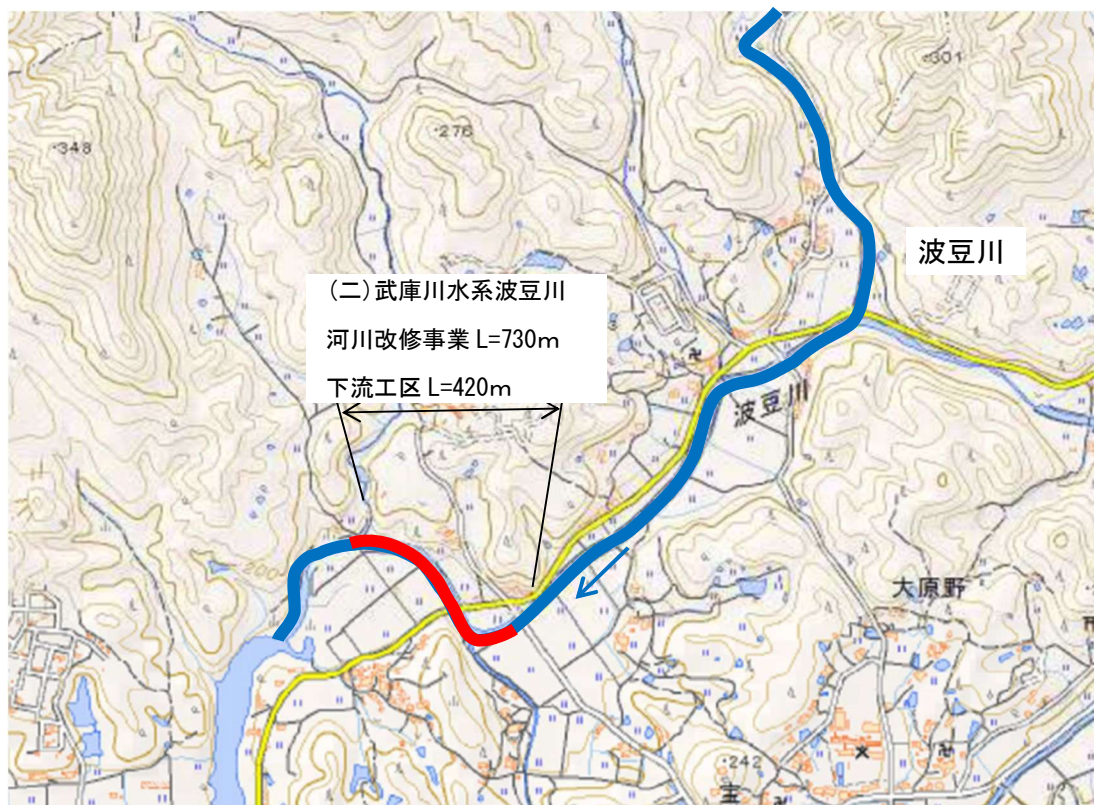 ・301
・276
・348
波豆川
(二)武庫川水系波豆川
河川改修事業 L=730m
下流工区 L=420m
波豆川
200
大原野
・242
宝